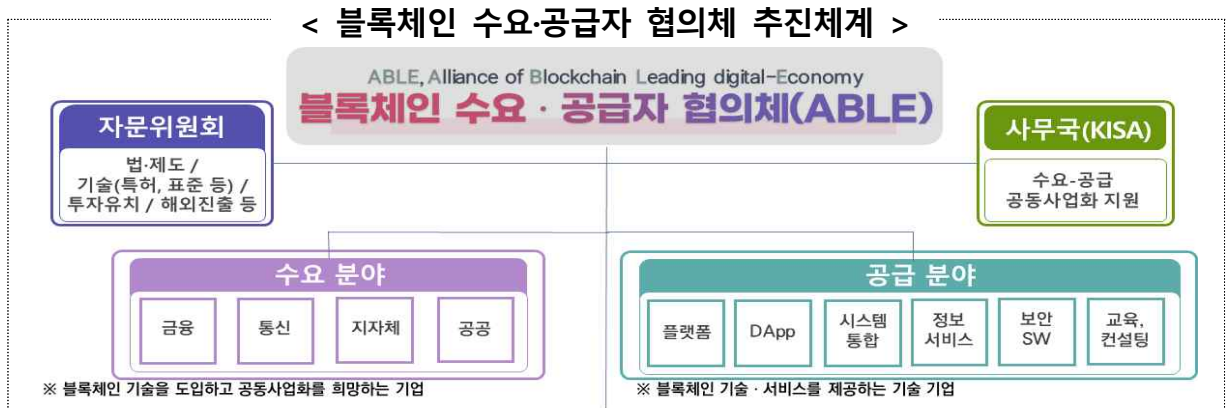 < 블록체인 수요·공급자 협의체 추진체계 >
ABLE, Alliance of Blockchain Leading digital-Economy
블록체인 수요 · 공급자 협의체(ABLE)
자문위원회
법·제도 /
기술(특허, 표준 등) /
투자유치 / 해외진출 등
사무국(KISA)
수요-공급
공동사업화 지원
수요 분야
금융
통신
지자체
공공
※ 블록체인 기술을 도입하고 공동사업화를 희망하는 기업
공급 분야
플랫폼
DApp
시스템
통합
정보
서비스
보안
SW
교육,
컨설팅
※ 블록체인 기술 · 서비스를 제공하는 기술 기업